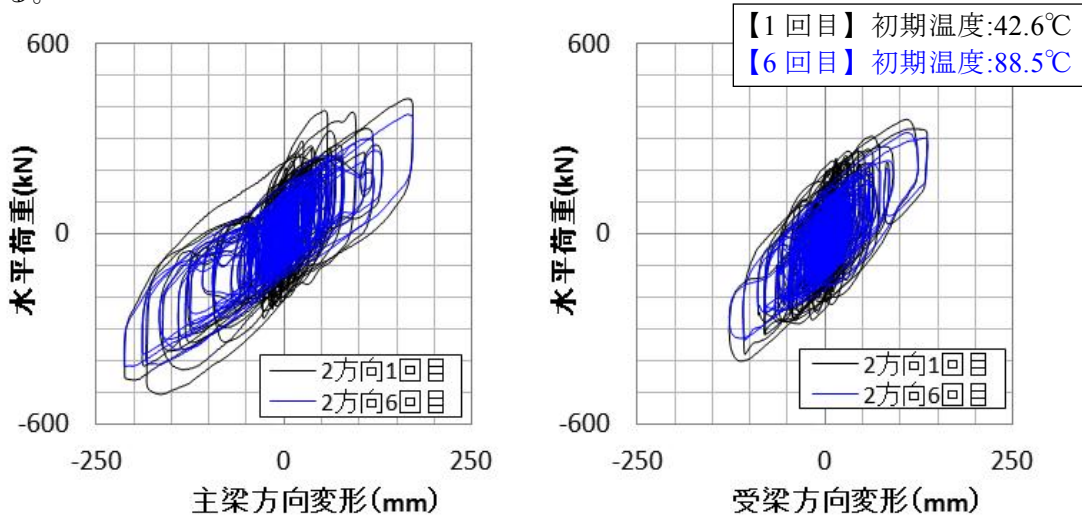 る。
【1 回目】初期温度:42.6℃
【6 回目】初期温度:88.5℃
600
0
-600
水平荷重(kN)
2方向1回目
2方向6回目
-250
0
250
主梁方向変形(mm)
600
0
-600
水平荷重(kN)
2方向1回目
2方向6回目
-250
0
250
受梁方向変形(mm)